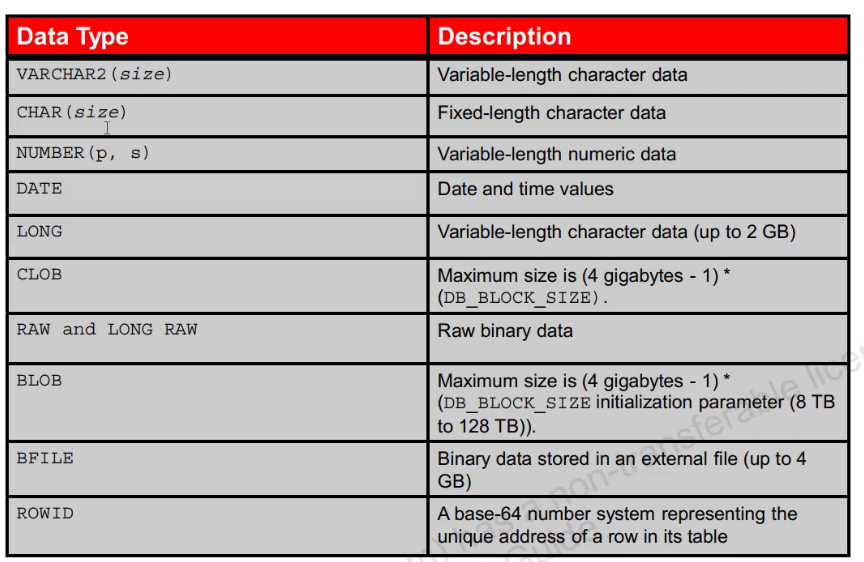 Data Type Description
VARCHAR2(size) Variable-length character data
CHAR(size) Fixed-length character data
NUMBER(p, s) Variable-length numeric data
DATE Date and time values
LONG Variable-length character data (up to 2 GB)
CLOB Maximum size is (4 gigabytes - 1) *
(DB_BLOCK_SIZE).
RAW and LONG RAW Raw binary data
BLOB Maximum size is (4 gigabytes - 1) *
(DB_BLOCK_SIZE initialization parameter (8 TB
to 128 TB)).
BFILE Binary data stored in an external file (up to 4
GB)
ROWID A base-64 number system representing the
unique address of a row in its table
has a non-transferable
Guide